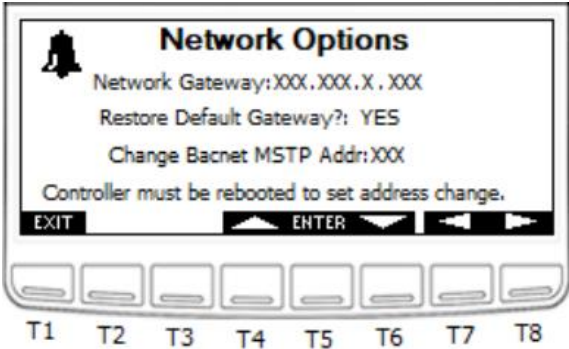 Network Options
Network Gateway:XXX.XXX.X.XXX
Restore Default Gateway?: YES
Change Bacnet MSTP Addr:XXX
Controller must be rebooted to set address change.
EXIT ENTER
T1 T2 T3 T4 T5 T6 T7 T8